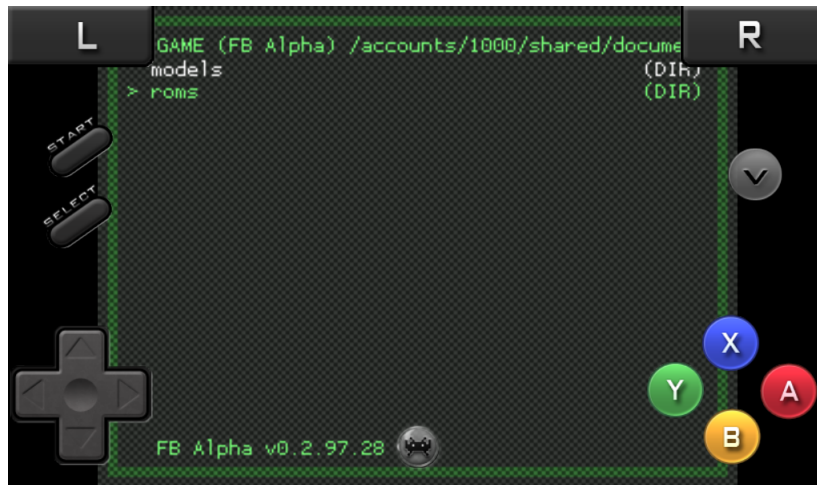 L
R
GAME (FB Alpha) /accounts/1000/shared/docume
models (DIR)
> roms (DIR)
START
SELECT
X
Y
A
B
FB Alpha v0.2.97.28